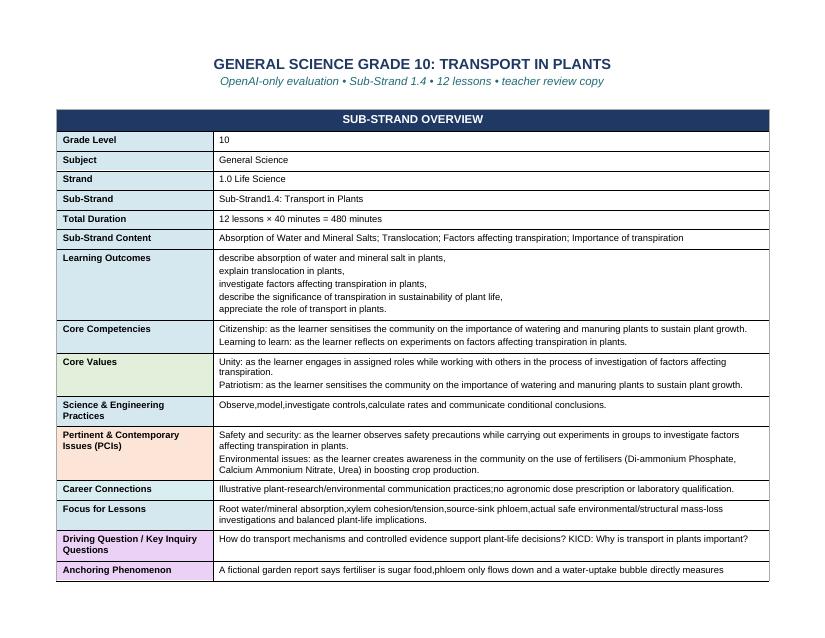 GENERAL SCIENCE GRADE 10: TRANSPORT IN PLANTS
OpenAI-only evaluation • Sub-Strand 1.4 • 12 lessons • teacher review copy
SUB-STRAND OVERVIEW
Grade Level
10
Subject
General Science
Strand
1.0 Life Science
Sub-Strand
Sub-Strand1.4: Transport in Plants
Total Duration
12 lessons × 40 minutes = 480 minutes
Sub-Strand Content
Absorption of Water and Mineral Salts; Translocation; Factors affecting transpiration; Importance of transpiration
Learning Outcomes
describe absorption of water and mineral salt in plants,
explain translocation in plants,
investigate factors affecting transpiration in plants,
describe the significance of transpiration in sustainability of plant life,
appreciate the role of transport in plants.
Core Competencies
Citizenship: as the learner sensitises the community on the importance of watering and manuring plants to sustain plant growth.
Learning to learn: as the learner reflects on experiments on factors affecting transpiration in plants.
Core Values
Unity: as the learner engages in assigned roles while working with others in the process of investigation of factors affecting
transpiration.
Patriotism: as the learner sensitises the community on the importance of watering and manuring plants to sustain plant growth.
Science & Engineering
Practices
Observe,model,investigate controls,calculate rates and communicate conditional conclusions.
Pertinent & Contemporary
Issues (PCIs)
Safety and security: as the learner observes safety precautions while carrying out experiments in groups to investigate factors
affecting transpiration in plants.
Environmental issues: as the learner creates awareness in the community on the use of fertilisers (Di-ammonium Phosphate,
Calcium Ammonium Nitrate, Urea) in boosting crop production.
Career Connections
Illustrative plant-research/environmental communication practices;no agronomic dose prescription or laboratory qualification.
Focus for Lessons
Root water/mineral absorption,xylem cohesion/tension,source-sink phloem,actual safe environmental/structural mass-loss
investigations and balanced plant-life implications.
Driving Question / Key Inquiry
Questions
How do transport mechanisms and controlled evidence support plant-life decisions? KICD: Why is transport in plants important?
Anchoring Phenomenon
A fictional garden report says fertiliser is sugar food,phloem only flows down and a water-uptake bubble directly measures